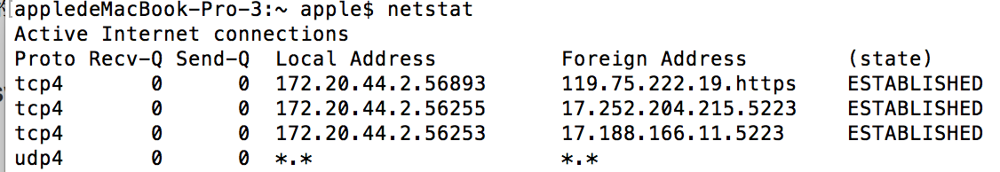 [appledeMacBook-Pro-3:~ apple$ netstat
Active Internet connections
Proto Recv-Q Send-Q  Local Address          Foreign Address        (state)
tcp4       0      0  172.20.44.2.56893      119.75.222.19.https    ESTABLISHED
tcp4       0      0  172.20.44.2.56255      17.252.204.215.5223    ESTABLISHED
tcp4       0      0  172.20.44.2.56253      17.188.166.11.5223     ESTABLISHED
udp4       0      0  *.*                    *.*